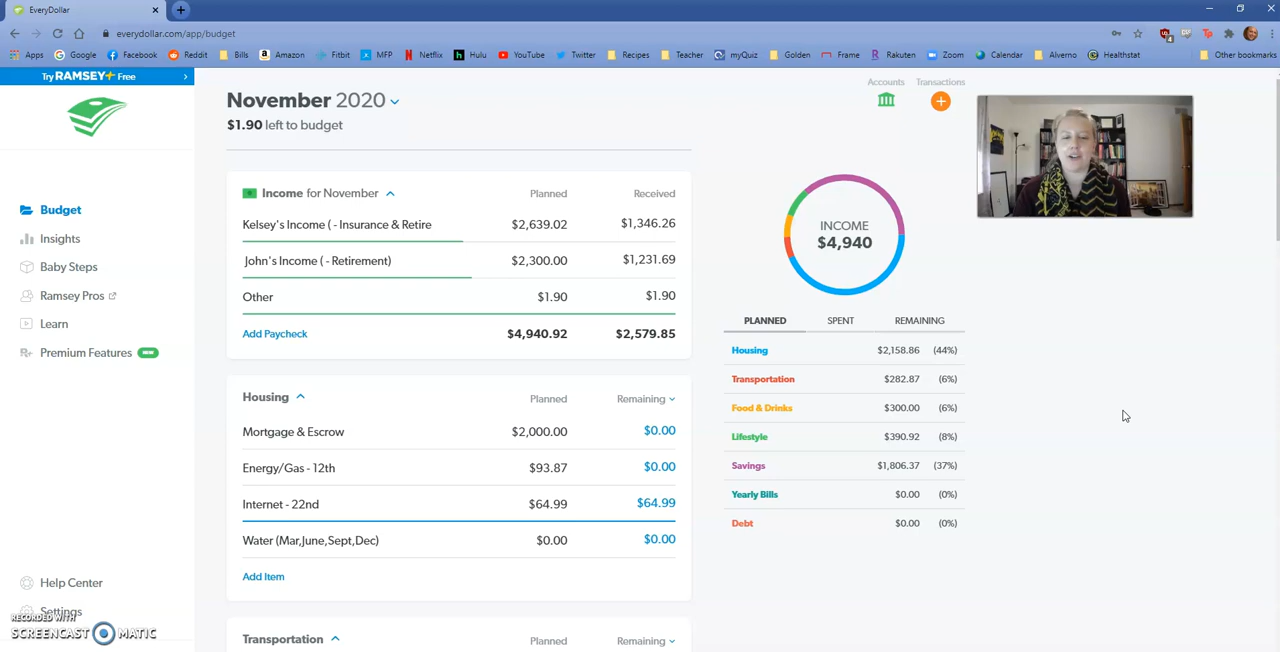 EveryDollar
everydollar.com/app/budget
Apps Google Facebook Reddit Bills Amazon Fitbit MFP Netflix Hulu YouTube Twitter Recipes Teacher myQuiz Golden Frame Rakuten Zoom Calendar Alverno Healthstat Other bookmarks
Try RAMSEY+ Free
Budget
Insights
Baby Steps
Ramsey Pros
Learn
Premium Features NEW
Help Center
Settings
RECORDED WITH
SCREENCAST MATIC
November 2020
$1.90 left to budget
Accounts Transactions
Income for November Planned Received
Kelsey's Income ( - Insurance & Retire $2,639.02 $1,346.26
John's Income ( - Retirement) $2,300.00 $1,231.69
Other $1.90 $1.90
Add Paycheck $4,940.92 $2,579.85
Housing Planned Remaining
Mortgage & Escrow $2,000.00 $0.00
Energy/Gas - 12th $93.87 $0.00
Internet - 22nd $64.99 $64.99
Water (Mar,June,Sept,Dec) $0.00 $0.00
Add Item
Transportation Planned Remaining
INCOME
$4,940
PLANNED SPENT REMAINING
Housing $2,158.86 (44%)
Transportation $282.87 (6%)
Food & Drinks $300.00 (6%)
Lifestyle $390.92 (8%)
Savings $1,806.37 (37%)
Yearly Bills $0.00 (0%)
Debt $0.00 (0%)